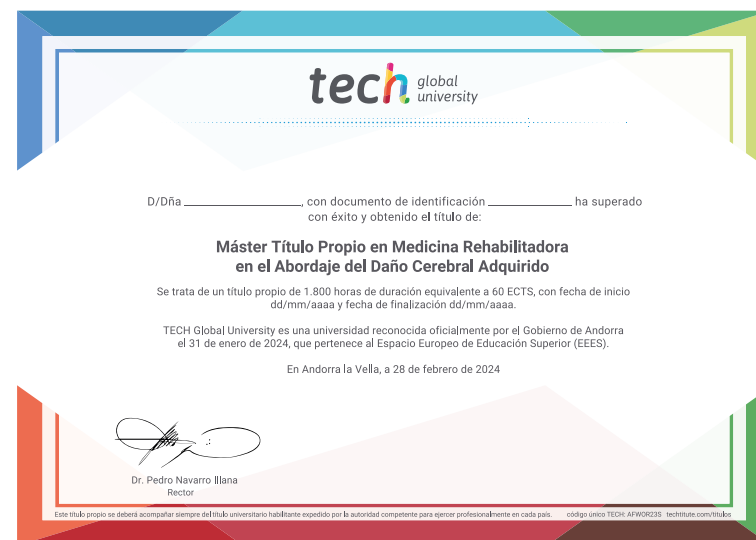 tech global
university
D/Dña ____________________, con documento de identificación ______________ ha superado
con éxito y obtenido el título de:
Máster Título Propio en Medicina Rehabilitadora
en el Abordaje del Daño Cerebral Adquirido
Se trata de un título propio de 1.800 horas de duración equivalente a 60 ECTS, con fecha de inicio
dd/mm/aaaa y fecha de finalización dd/mm/aaaa.
TECH Global University es una universidad reconocida oficialmente por el Gobierno de Andorra
el 31 de enero de 2024, que pertenece al Espacio Europeo de Educación Superior (EEES).
En Andorra la Vella, a 28 de febrero de 2024
Dr. Pedro Navarro Illana
Rector
Este título propio se deberá acompañar siempre del título universitario habilitante expedido por la autoridad competente para ejercer profesionalmente en cada país. código único TECH: AFWOR23S techtitute.com/titulos